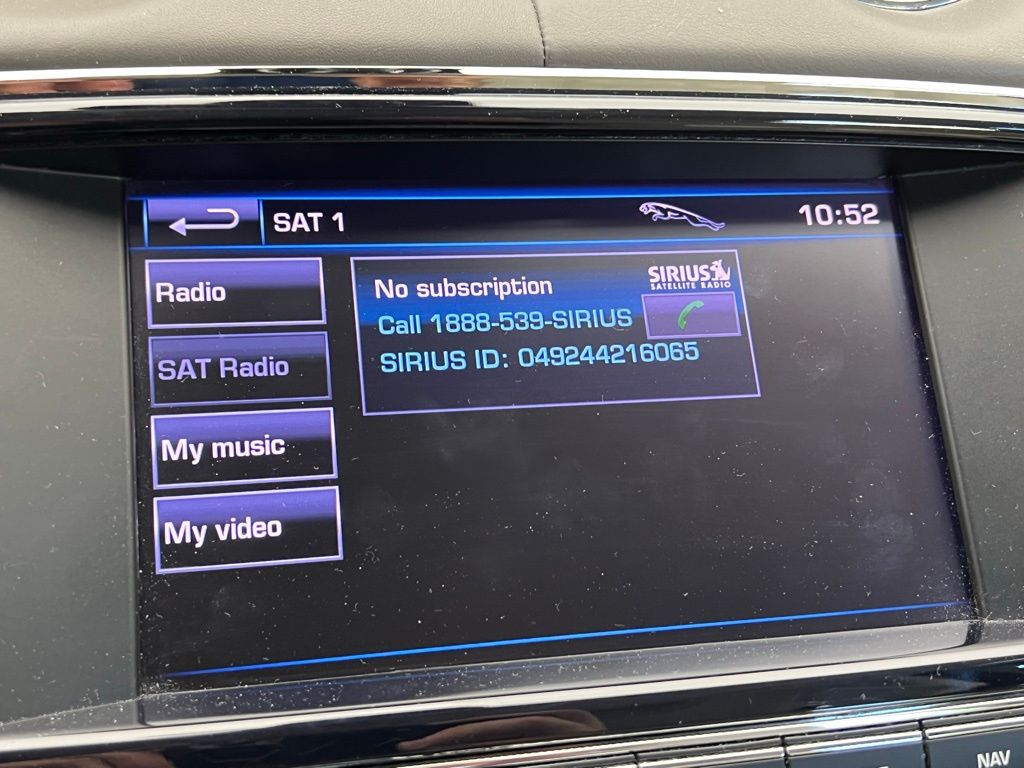 SAT 1
10:52
Radio
SAT Radio
My music
My video
No subscription
SIRIUS
SATELLITE RADIO
Call 1888-539-SIRIUS
SIRIUS ID: 049244216065
NAV